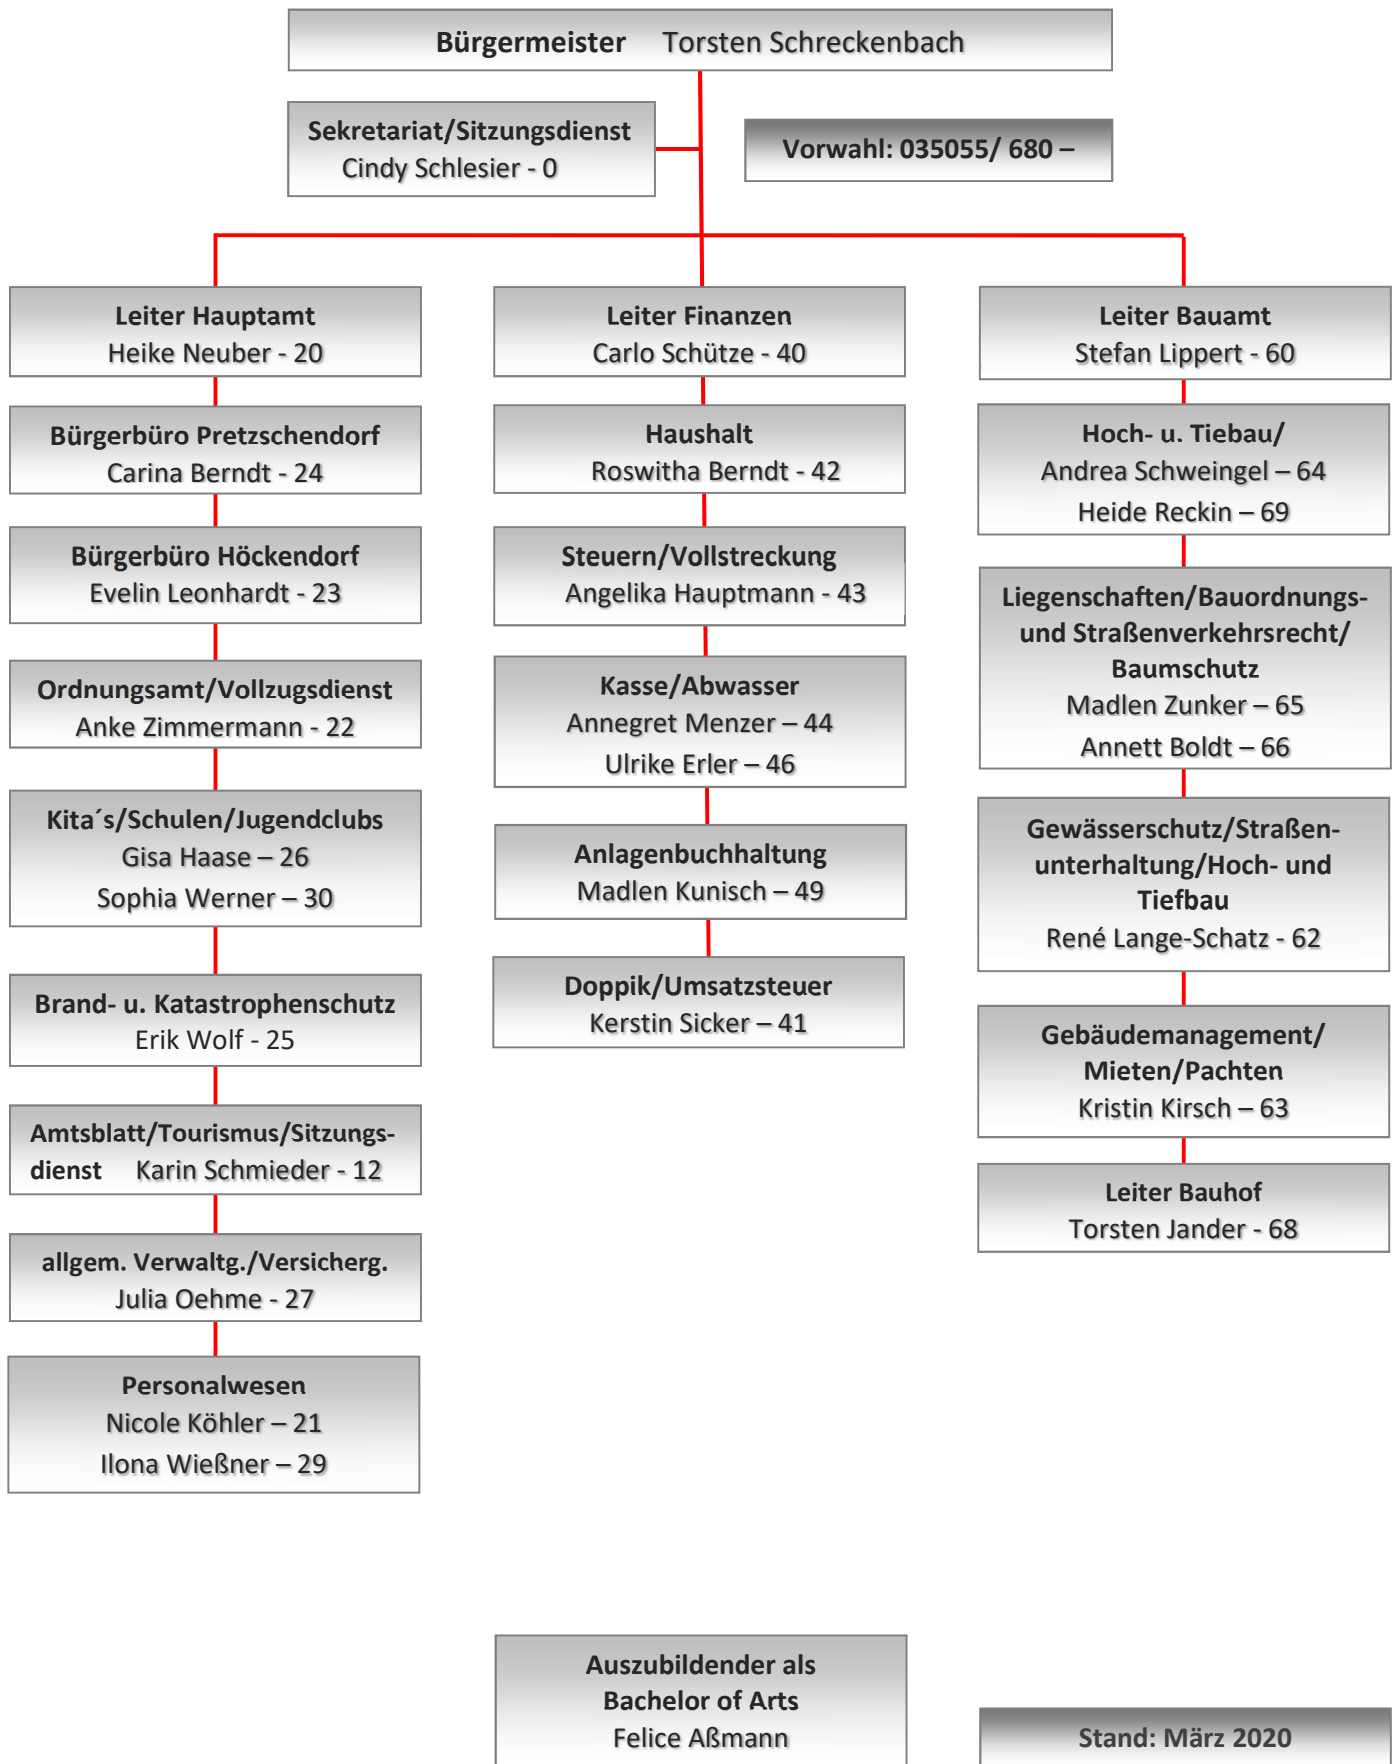 Bürgermeister Torsten Schreckenbach
Sekretariat/Sitzungsdienst
Cindy Schlesier - 0
Vorwahl: 035055/ 680 –
Leiter Hauptamt
Heike Neuber - 20
Bürgerbüro Pretzschendorf
Carina Berndt - 24
Bürgerbüro Höckendorf
Evelin Leonhardt - 23
Ordnungsamt/Vollzugsdienst
Anke Zimmermann - 22
Kita´s/Schulen/Jugendclubs
Gisa Haase – 26
Sophia Werner – 30
Brand- u. Katastrophenschutz
Erik Wolf - 25
Amtsblatt/Tourismus/Sitzungs-
dienst Karin Schmieder - 12
allgem. Verwaltg./Versicherg.
Julia Oehme - 27
Personalwesen
Nicole Köhler – 21
Ilona Wießner – 29
Leiter Finanzen
Carlo Schütze - 40
Haushalt
Roswitha Berndt - 42
Steuern/Vollstreckung
Angelika Hauptmann - 43
Kasse/Abwasser
Annegret Menzer – 44
Ulrike Erler – 46
Anlagenbuchhaltung
Madlen Kunisch – 49
Doppik/Umsatzsteuer
Kerstin Sicker – 41
Leiter Bauamt
Stefan Lippert - 60
Hoch- u. Tiebau/
Andrea Schweingel – 64
Heide Reckin – 69
Liegenschaften/Bauordnungs-
und Straßenverkehrsrecht/
Baumschutz
Madlen Zunker – 65
Annett Boldt – 66
Gewässerschutz/Straßen-
unterhaltung/Hoch- und
Tiefbau
René Lange-Schatz - 62
Gebäudemanagement/
Mieten/Pachten
Kristin Kirsch – 63
Leiter Bauhof
Torsten Jander - 68
Auszubildender als
Bachelor of Arts
Felice Aßmann
Stand: März 2020